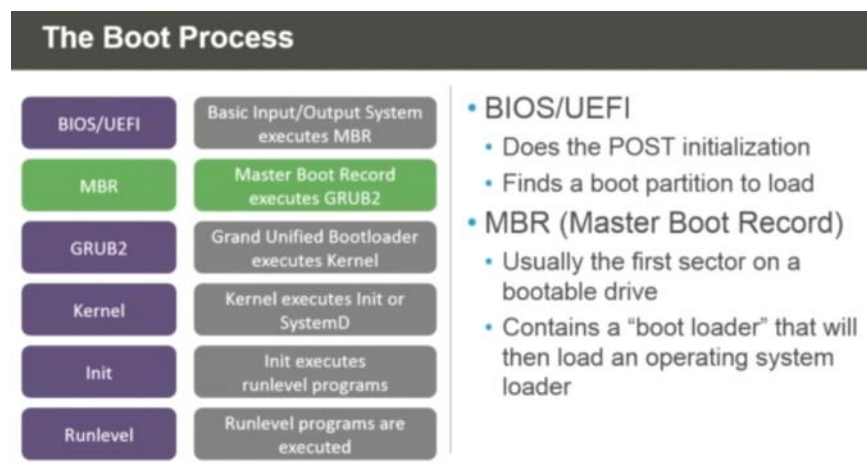 The Boot Process
BIOS/UEFI
Basic Input/Output System
executes MBR
MBR
Master Boot Record
executes GRUB2
GRUB2
Grand Unified Bootloader
executes Kernel
Kernel
Kernel executes Init or
SystemD
Init
Init executes
runlevel programs
Runlevel
Runlevel programs are
executed
• BIOS/UEFI
• Does the POST initialization
• Finds a boot partition to load
• MBR (Master Boot Record)
• Usually the first sector on a
bootable drive
• Contains a “boot loader” that will
then load an operating system
loader